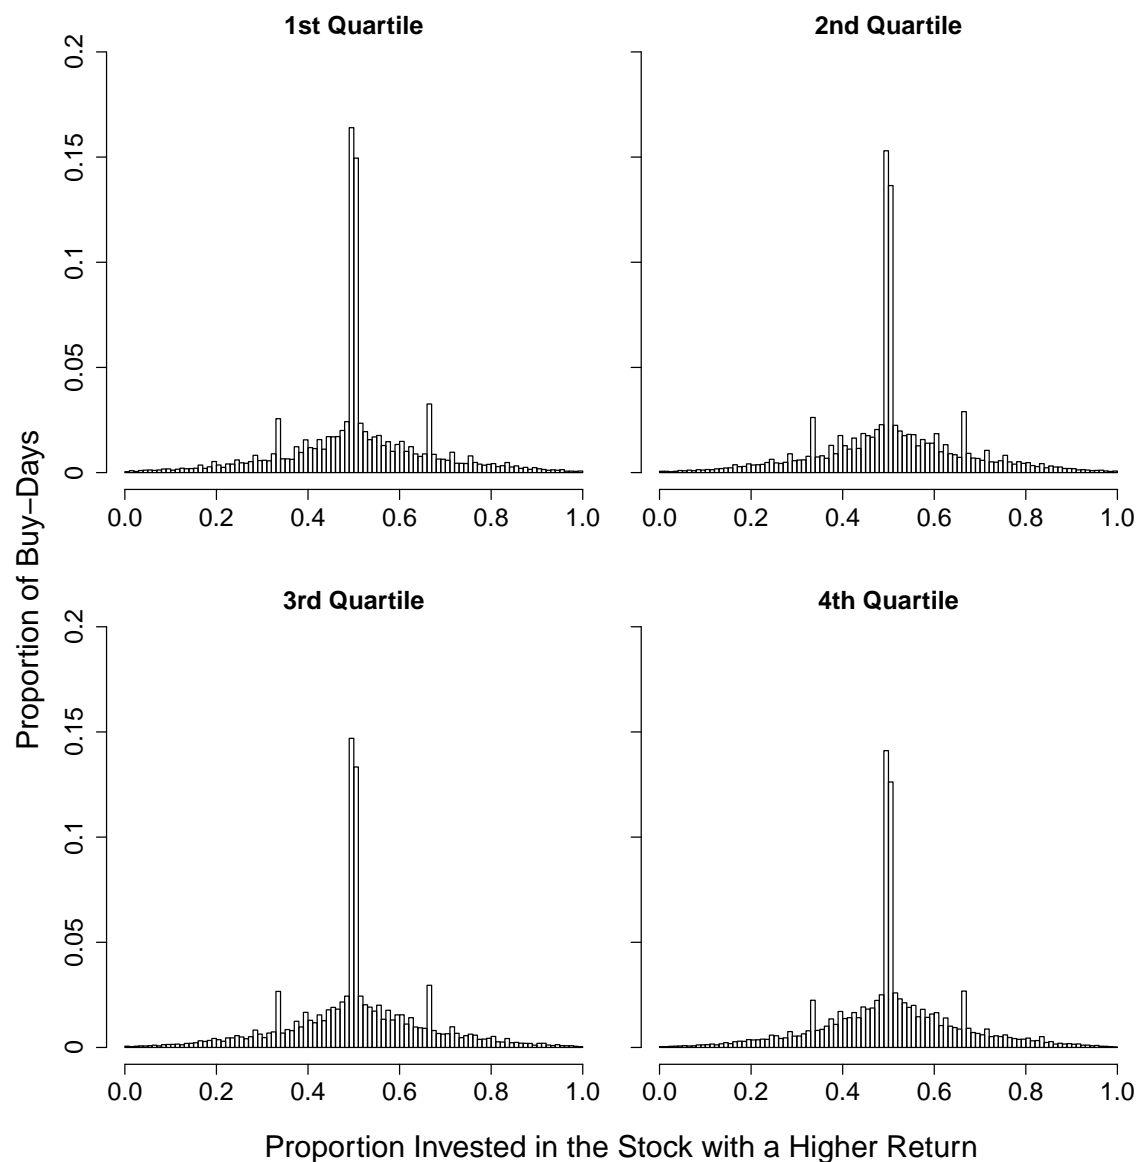 1st Quartile
2nd Quartile
0.2
0.15
0.1
0.05
0
0.0 0.2 0.4 0.6 0.8 1.0
0.0 0.2 0.4 0.6 0.8 1.0
3rd Quartile
4th Quartile
0.2
0.15
0.1
0.05
0
0.0 0.2 0.4 0.6 0.8 1.0
0.0 0.2 0.4 0.6 0.8 1.0
Proportion of Buy−Days
Proportion Invested in the Stock with a Higher Return